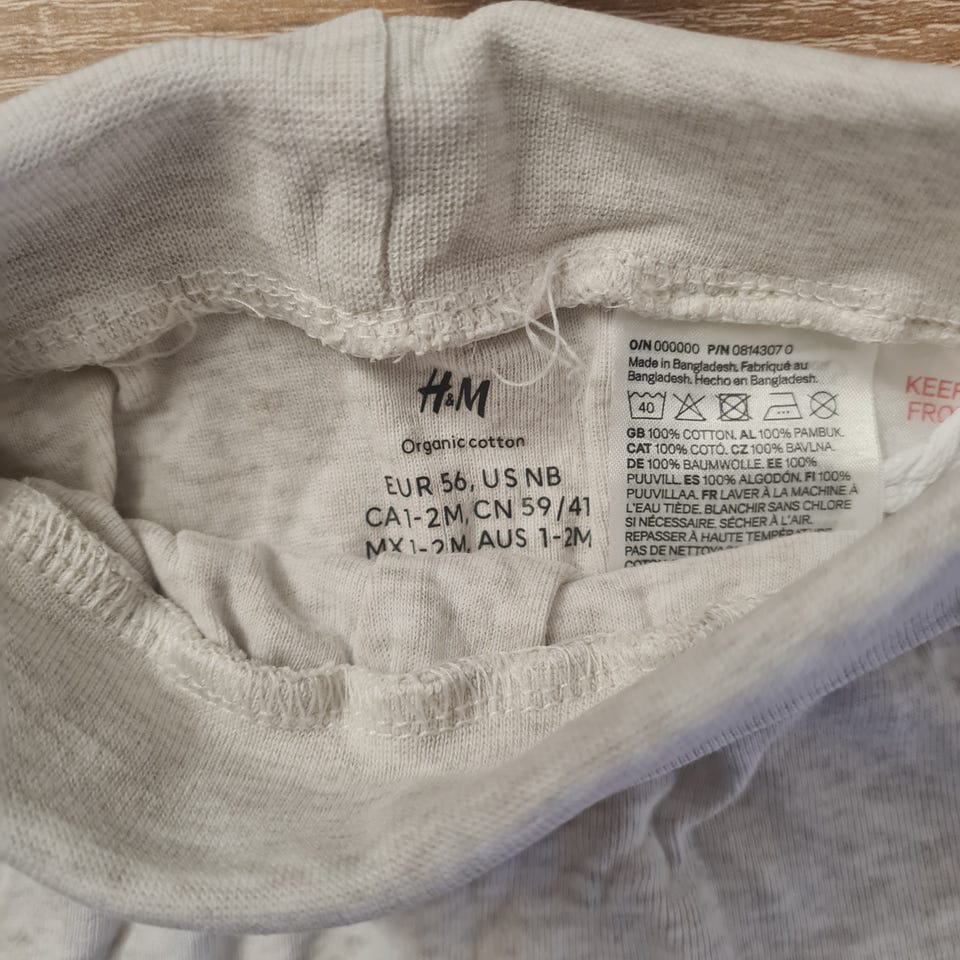 H&M
Organic cotton
EUR 56, US NB
CA 1-2M, CN 59/41
MX 1-2M, AUS 1-2M
O/N 000000 P/N 0814307 0
Made in Bangladesh. Fabriqué au
Bangladesh. Hecho en Bangladesh.
40
GB 100% COTTON. AL 100% PAMBUK.
CAT 100% COTÓ. CZ 100% BAVLNA.
DE 100% BAUMWOLLE. EE 100%
PUUVILL. ES 100% ALGODÓN. FI 100%
PUUVILLAA. FR LAVER À LA MACHINE À
L'EAU TIÈDE. BLANCHIR SANS CHLORE
SI NÉCESSAIRE. SÉCHER À L'AIR.
REPASSER À HAUTE TEMPÉRATURE
PAS DE
KEEP